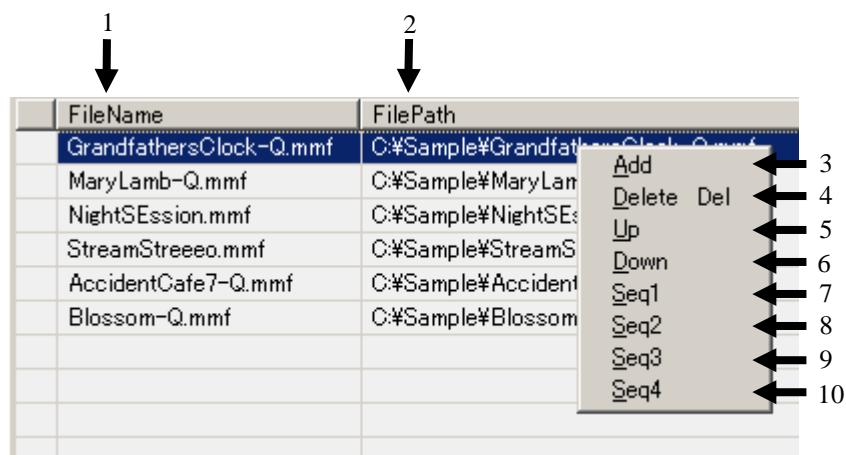 1 2
FileName FilePath
GrandfathersClock-Q.mmf C:¥Sample¥Grandfa
MaryLamb-Q.mmf C:¥Sample¥MaryLam
NightSEssion.mmf C:¥Sample¥NightSEs
StreamStreeeo.mmf C:¥Sample¥StreamS
AccidentCafe7-Q.mmf C:¥Sample¥Accident
Blossom-Q.mmf C:¥Sample¥Blossom
Add 3
Delete Del 4
Up 5
Down 6
Seq1 7
Seq2 8
Seq3 9
Seq4 10